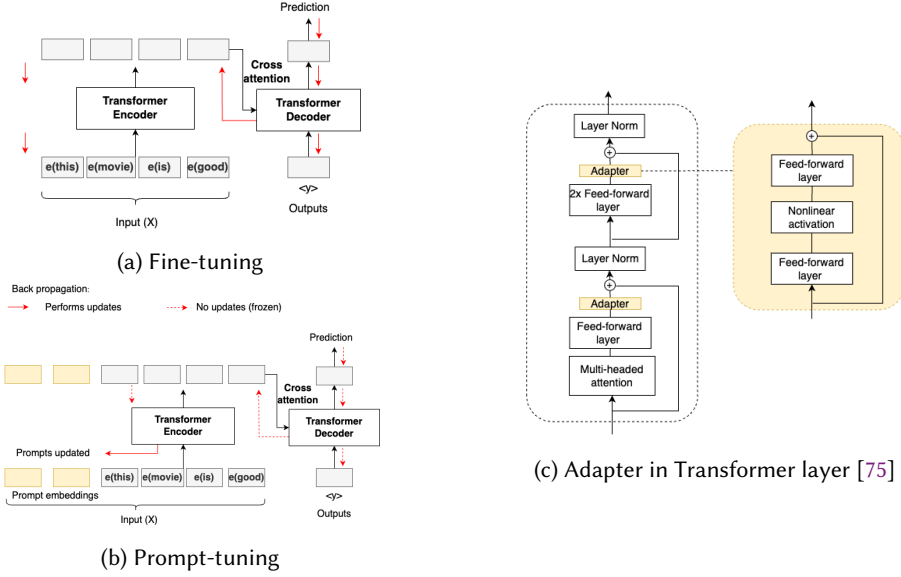 Prediction
Cross
attention
Transformer
Encoder
Transformer
Decoder
e(this) e(movie) e(is) e(good)
<y>
Outputs
Input (X)
(a) Fine-tuning
Back propagation:
Performs updates
No updates (frozen)
Prediction
Cross
attention
Transformer
Encoder
Transformer
Decoder
Prompts updated
e(this) e(movie) e(is) e(good)
Prompt embeddings
<y>
Input (X)
Outputs
(b) Prompt-tuning
Layer Norm
+
Adapter
2x Feed-forward
layer
Layer Norm
+
Adapter
Feed-forward
layer
Multi-headed
attention
+
Feed-forward
layer
Nonlinear
activation
Feed-forward
layer
(c) Adapter in Transformer layer [75]